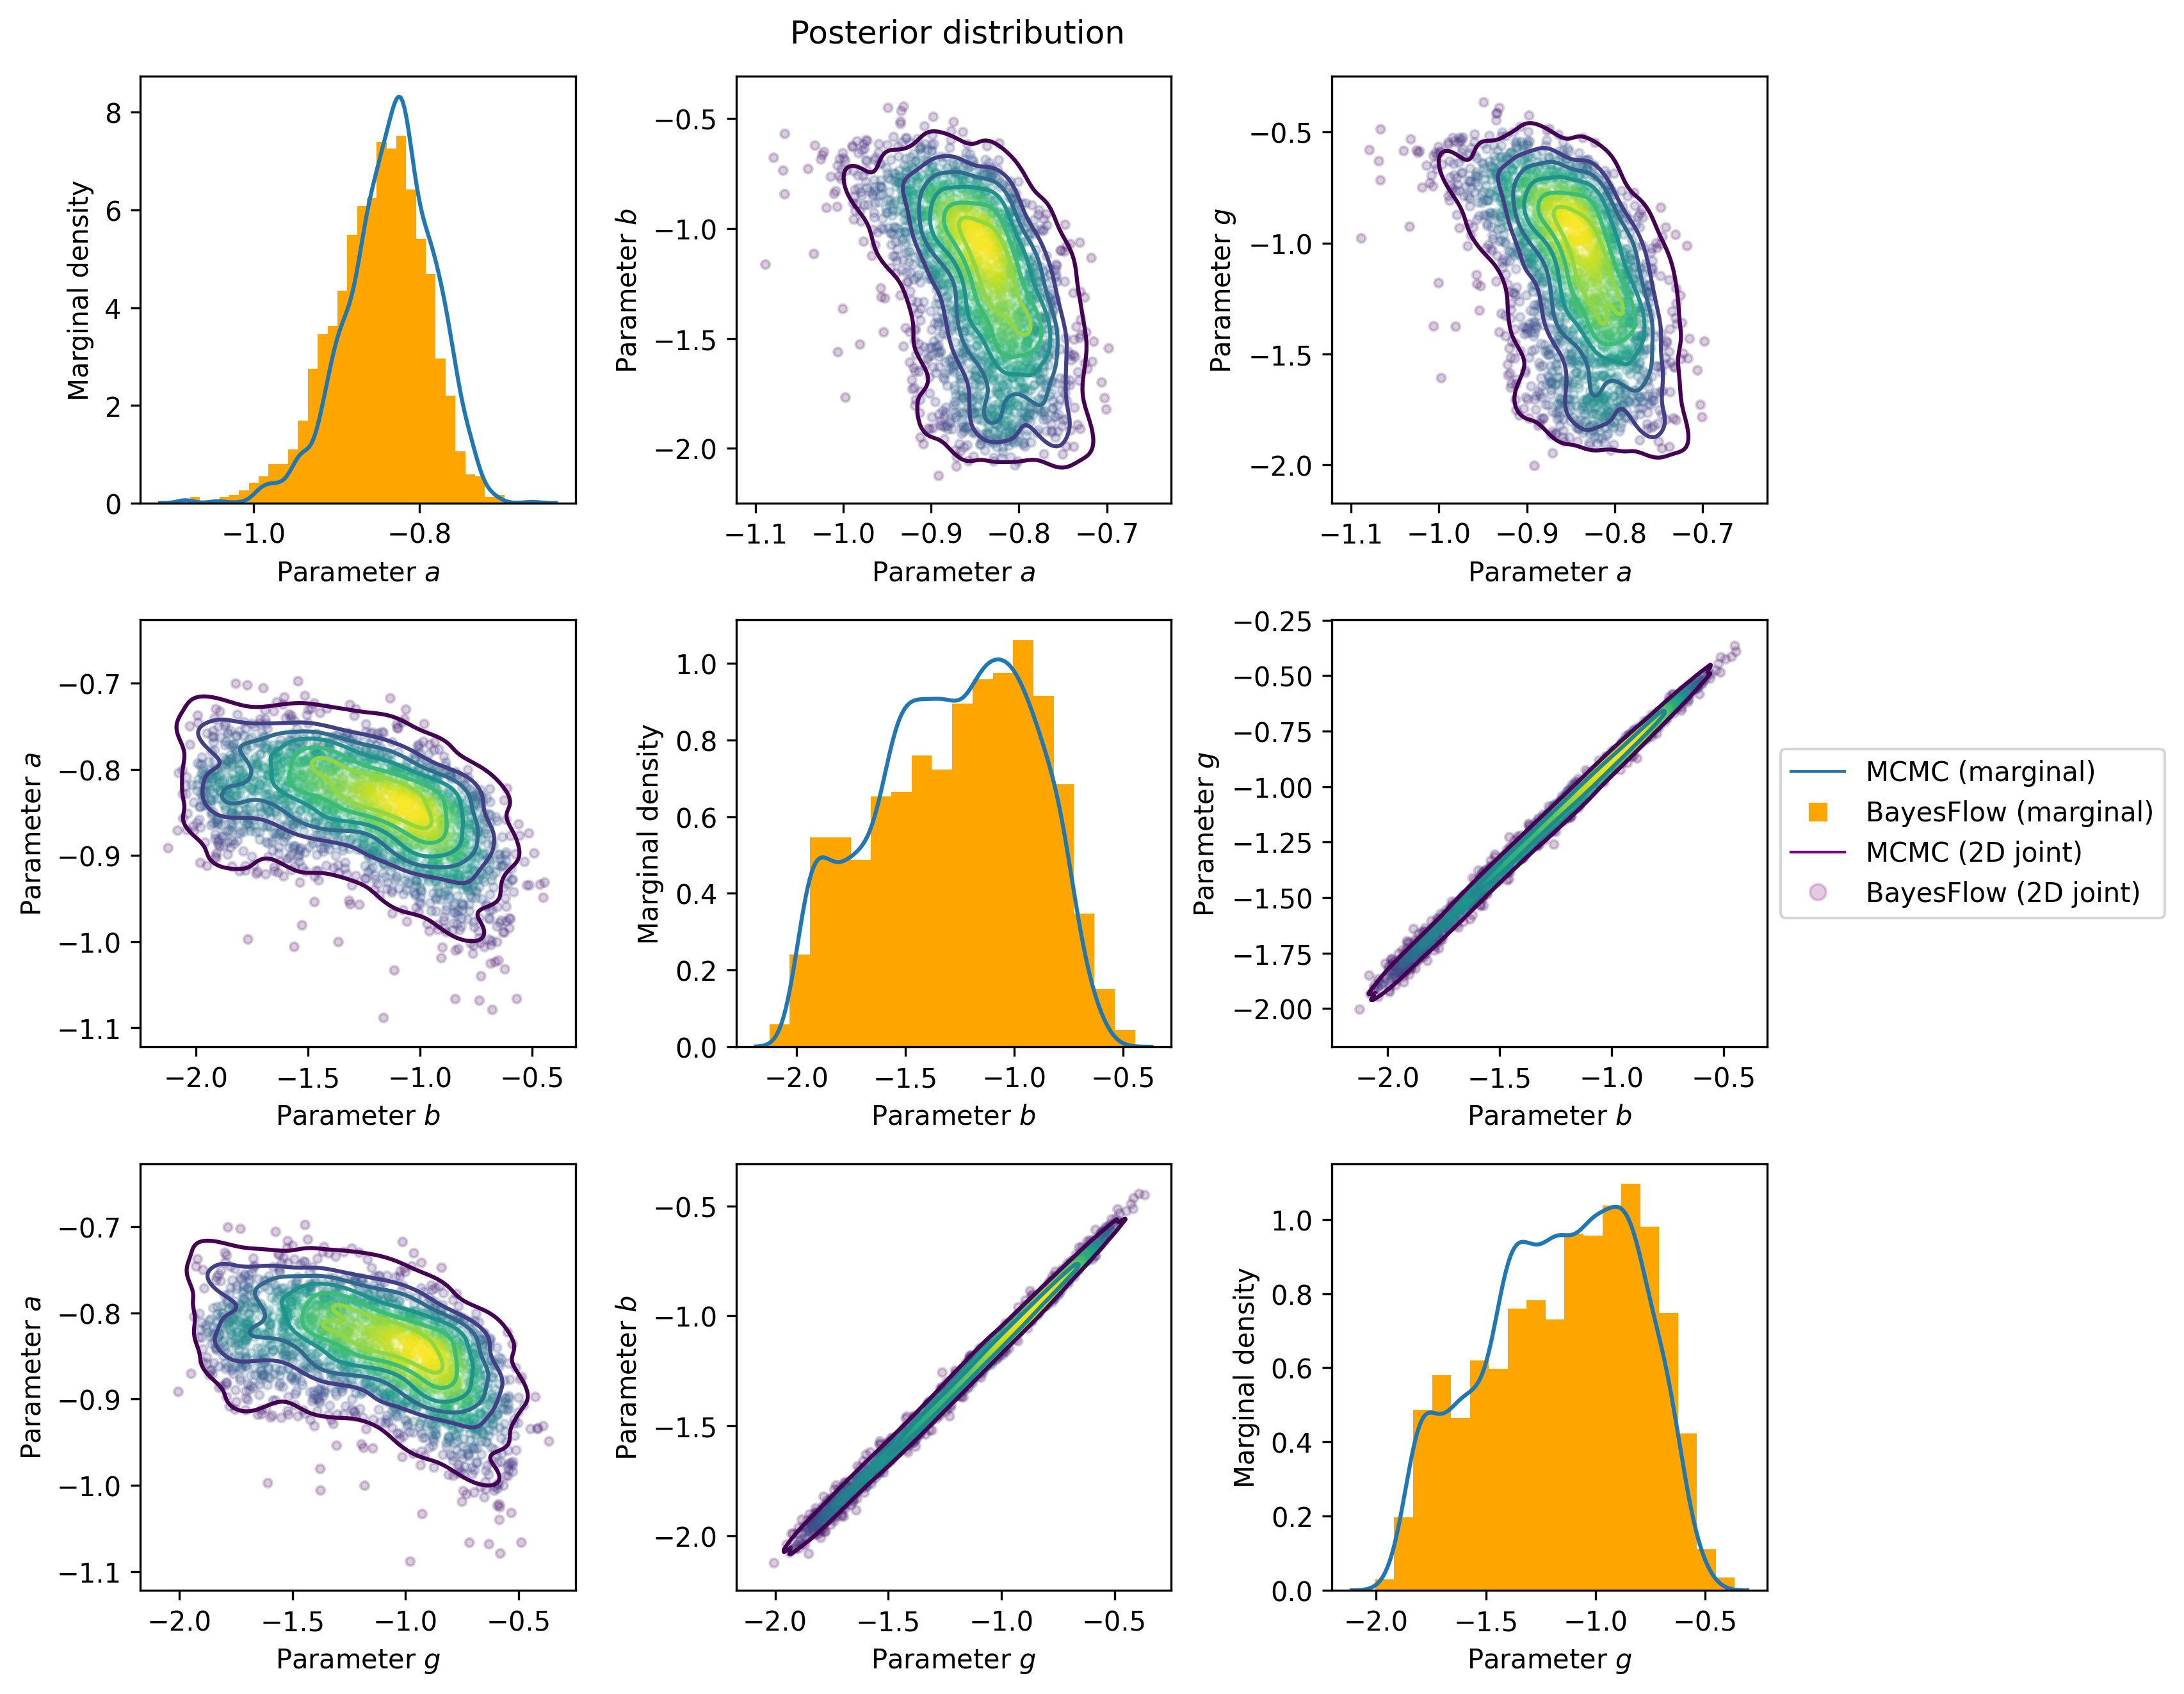 Posterior distribution
Marginal density
8
6
4
2
0
−1.0 −0.8
Parameter a
Parameter b
−0.5
−1.0
−1.5
−2.0
−1.1 −1.0 −0.9 −0.8 −0.7
Parameter a
Parameter g
−0.5
−1.0
−1.5
−2.0
−1.1 −1.0 −0.9 −0.8 −0.7
Parameter a
Parameter a
−0.7
−0.8
−0.9
−1.0
−1.1
−2.0 −1.5 −1.0 −0.5
Parameter b
Marginal density
1.0
0.8
0.6
0.4
0.2
0.0
−2.0 −1.5 −1.0 −0.5
Parameter b
Parameter g
−0.25
−0.50
−0.75
−1.00
−1.25
−1.50
−1.75
−2.00
−2.0 −1.5 −1.0 −0.5
Parameter b
MCMC (marginal)
BayesFlow (marginal)
MCMC (2D joint)
BayesFlow (2D joint)
Parameter a
−0.7
−0.8
−0.9
−1.0
−1.1
−2.0 −1.5 −1.0 −0.5
Parameter g
Parameter b
−0.5
−1.0
−1.5
−2.0
−2.0 −1.5 −1.0 −0.5
Parameter g
Marginal density
1.0
0.8
0.6
0.4
0.2
0.0
−2.0 −1.5 −1.0 −0.5
Parameter g